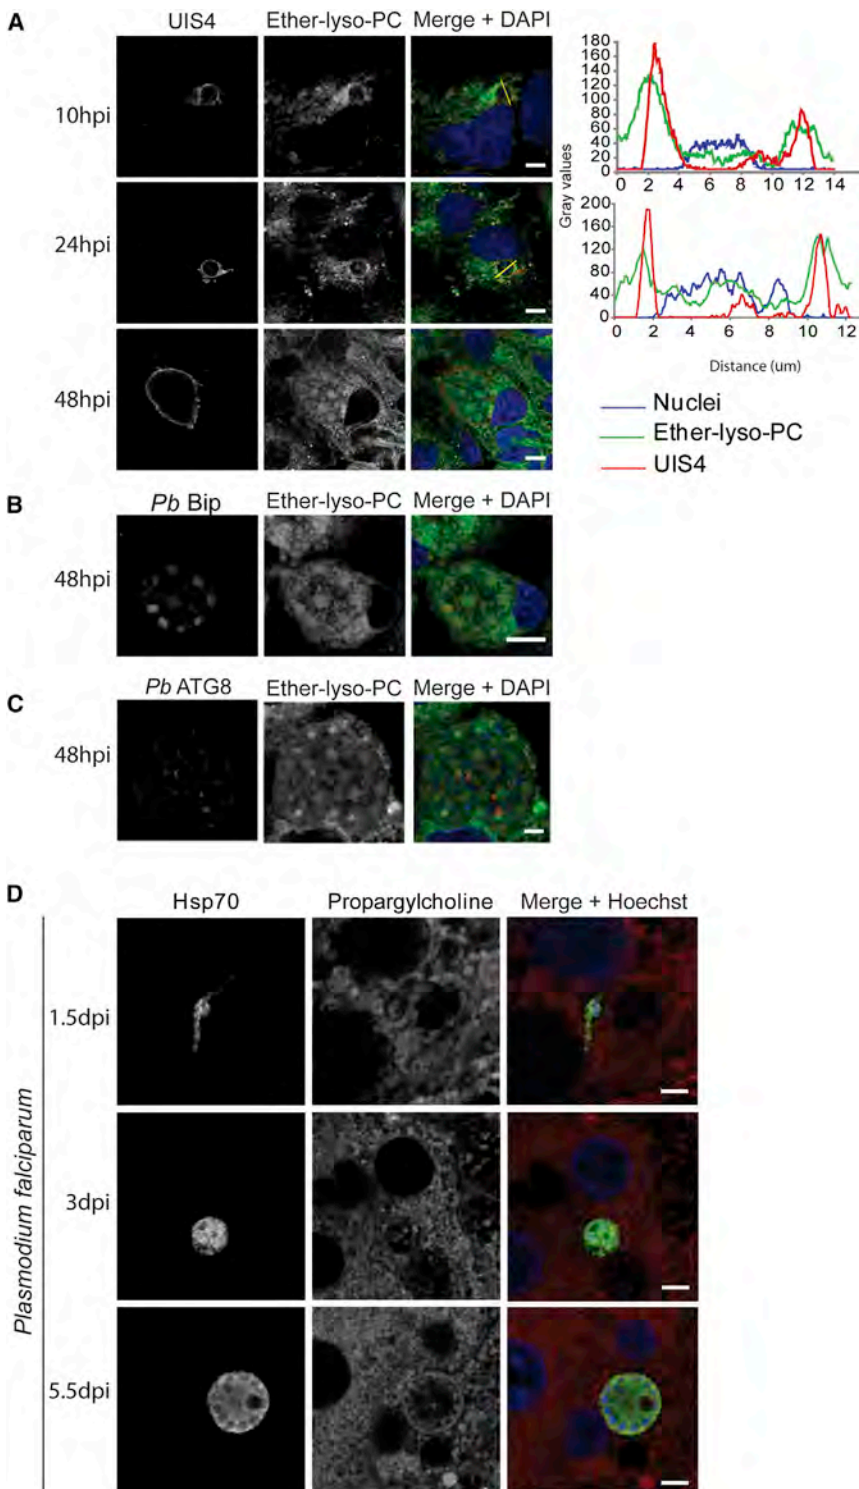 A
UIS4 Ether-lyso-PC Merge + DAPI
10hpi
24hpi
48hpi
180
160
140
120
100
80
60
40
20
0 2 4 6 8 10 12 14
Gray values
200
160
120
80
40
0
0 2 4 6 8 10 12
Distance (um)
Nuclei
Ether-lyso-PC
UIS4
B
Pb Bip Ether-lyso-PC Merge + DAPI
48hpi
C
Pb ATG8 Ether-lyso-PC Merge + DAPI
48hpi
D
Hsp70 Propargylcholine Merge + Hoechst
Plasmodium falciparum
1.5dpi
3dpi
5.5dpi